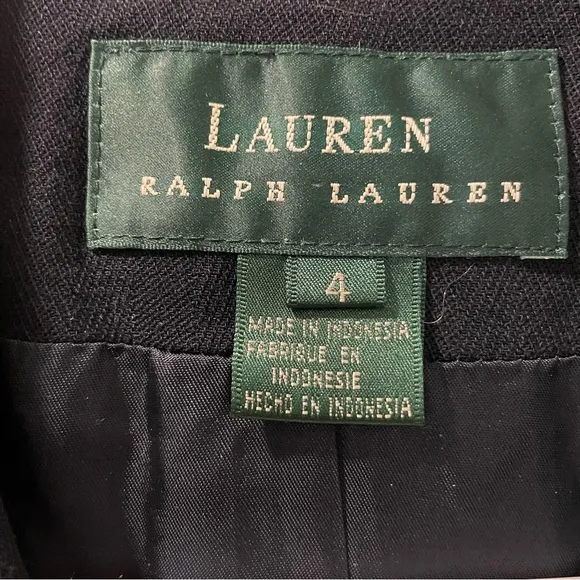 LAUREN
RALPH LAUREN
4
MADE IN INDONESIA
FABRIQUE EN
INDONESIE
HECHO EN INDONESIA